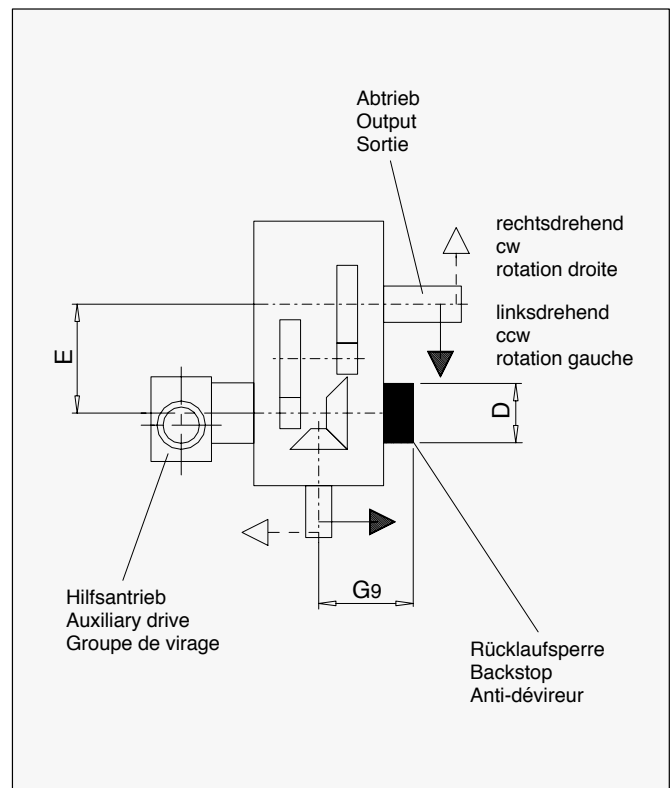 Abtrieb
Output
Sortie
rechtsdrehend
cw
rotation droite
linksdrehend
ccw
rotation gauche
E
D
G9
Hilfsantrieb
Auxiliary drive
Groupe de virage
Rücklaufsperre
Backstop
Anti-dévireur